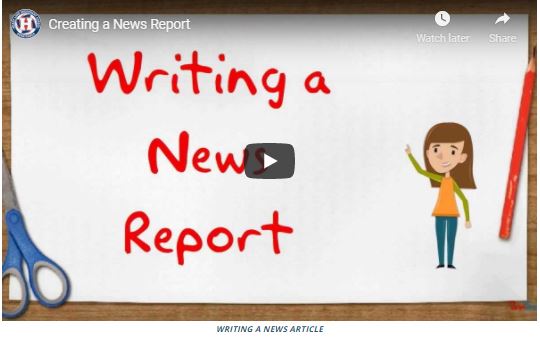 Creating a News Report
Watch later
Share
Writing a
News
Report
WRITING A NEWS ARTICLE